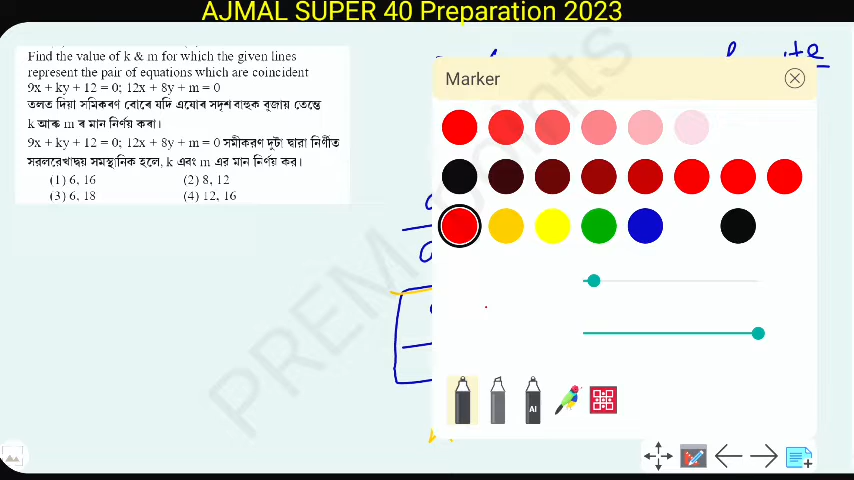 AJMAL SUPER 40 Preparation 2023
Find the value of k & m for which the given lines
represent the pair of equations which are coincident
9x + ky + 12 = 0; 12x + 8y + m = 0
তলত দিয়া সমিকৰণ বোৰে যদি এযোৰ সদৃশ বাহুক বূজায় তেন্তে
k আৰু m ৰ মান নিৰ্ণয় কৰা।
9x + ky + 12 = 0; 12x + 8y + m = 0 সমীকরণ দুটা দ্বারা নির্ণীত
সরলরেখাদ্বয় সমস্থানিক হলে, k এবং m এর মান নির্ণয় কর।
(1) 6, 16 (2) 8, 12
(3) 6, 18 (4) 12, 16
Marker
AI